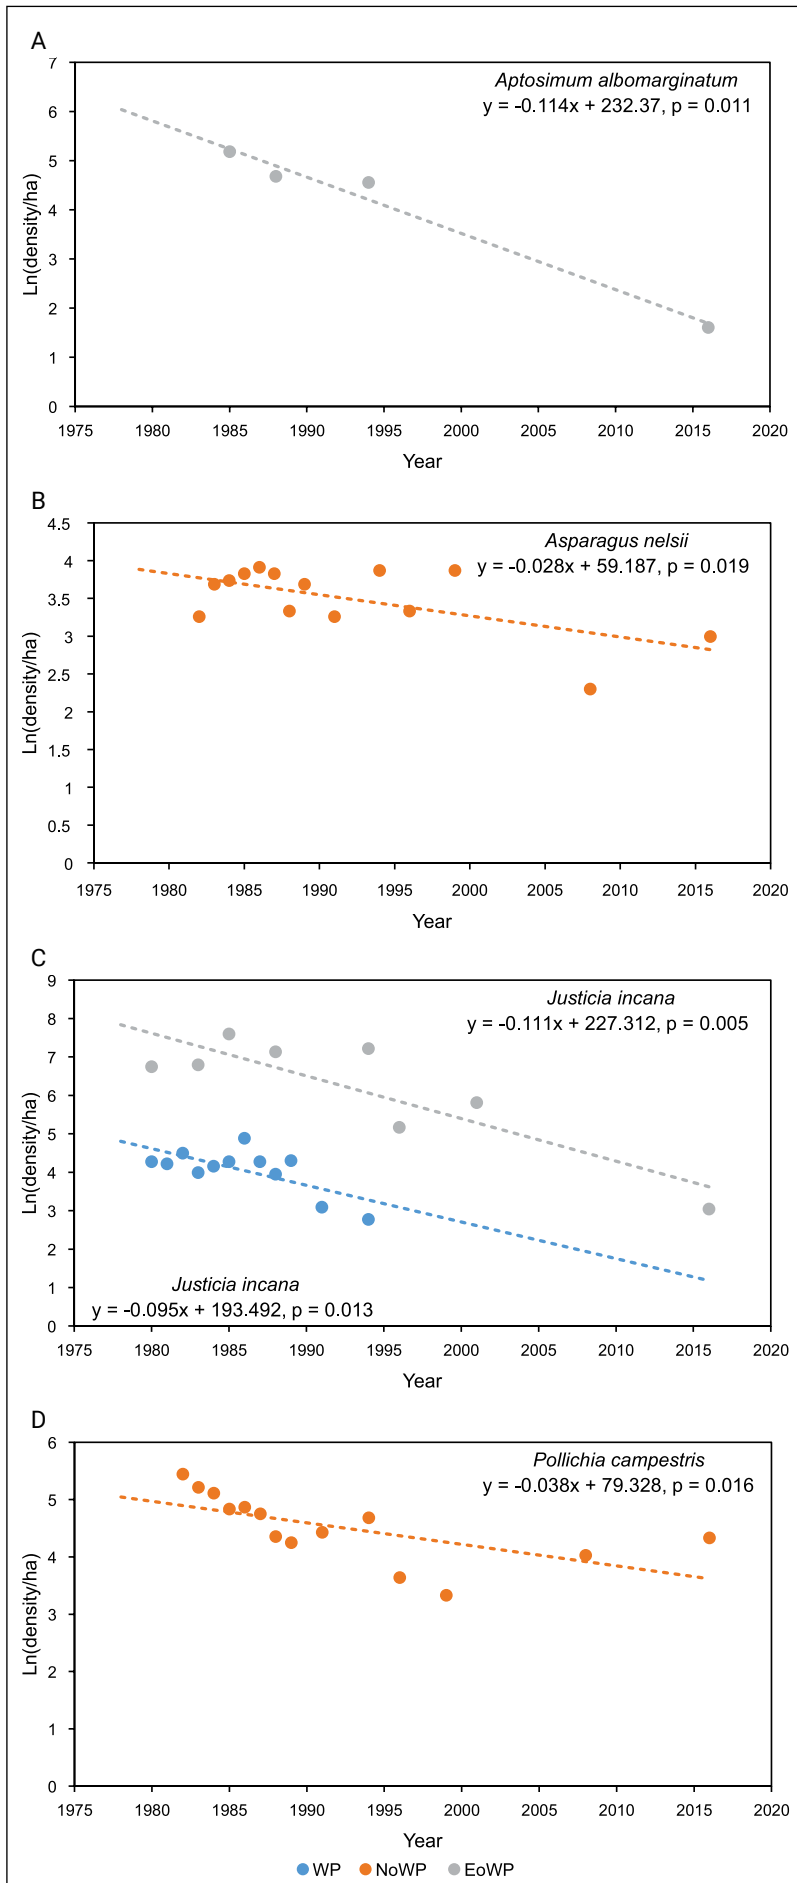 A
7
6
5
4
3
2
1
0
Ln(density/ha)
Aptosimum albomarginatum
y = -0.114x + 232.37, p = 0.011
1975 1980 1985 1990 1995 2000 2005 2010 2015 2020
Year
B
4.5
4
3.5
3
2.5
2
1.5
1
0.5
0
Ln(density/ha)
Asparagus nelsii
y = -0.028x + 59.187, p = 0.019
1975 1980 1985 1990 1995 2000 2005 2010 2015 2020
Year
C
9
8
7
6
5
4
3
2
1
0
Ln(density/ha)
Justicia incana
y = -0.111x + 227.312, p = 0.005
Justicia incana
y = -0.095x + 193.492, p = 0.013
1975 1980 1985 1990 1995 2000 2005 2010 2015 2020
Year
D
6
5
4
3
2
1
0
Ln(density/ha)
Pollichia campestris
y = -0.038x + 79.328, p = 0.016
1975 1980 1985 1990 1995 2000 2005 2010 2015 2020
Year
WP NoWP EoWP